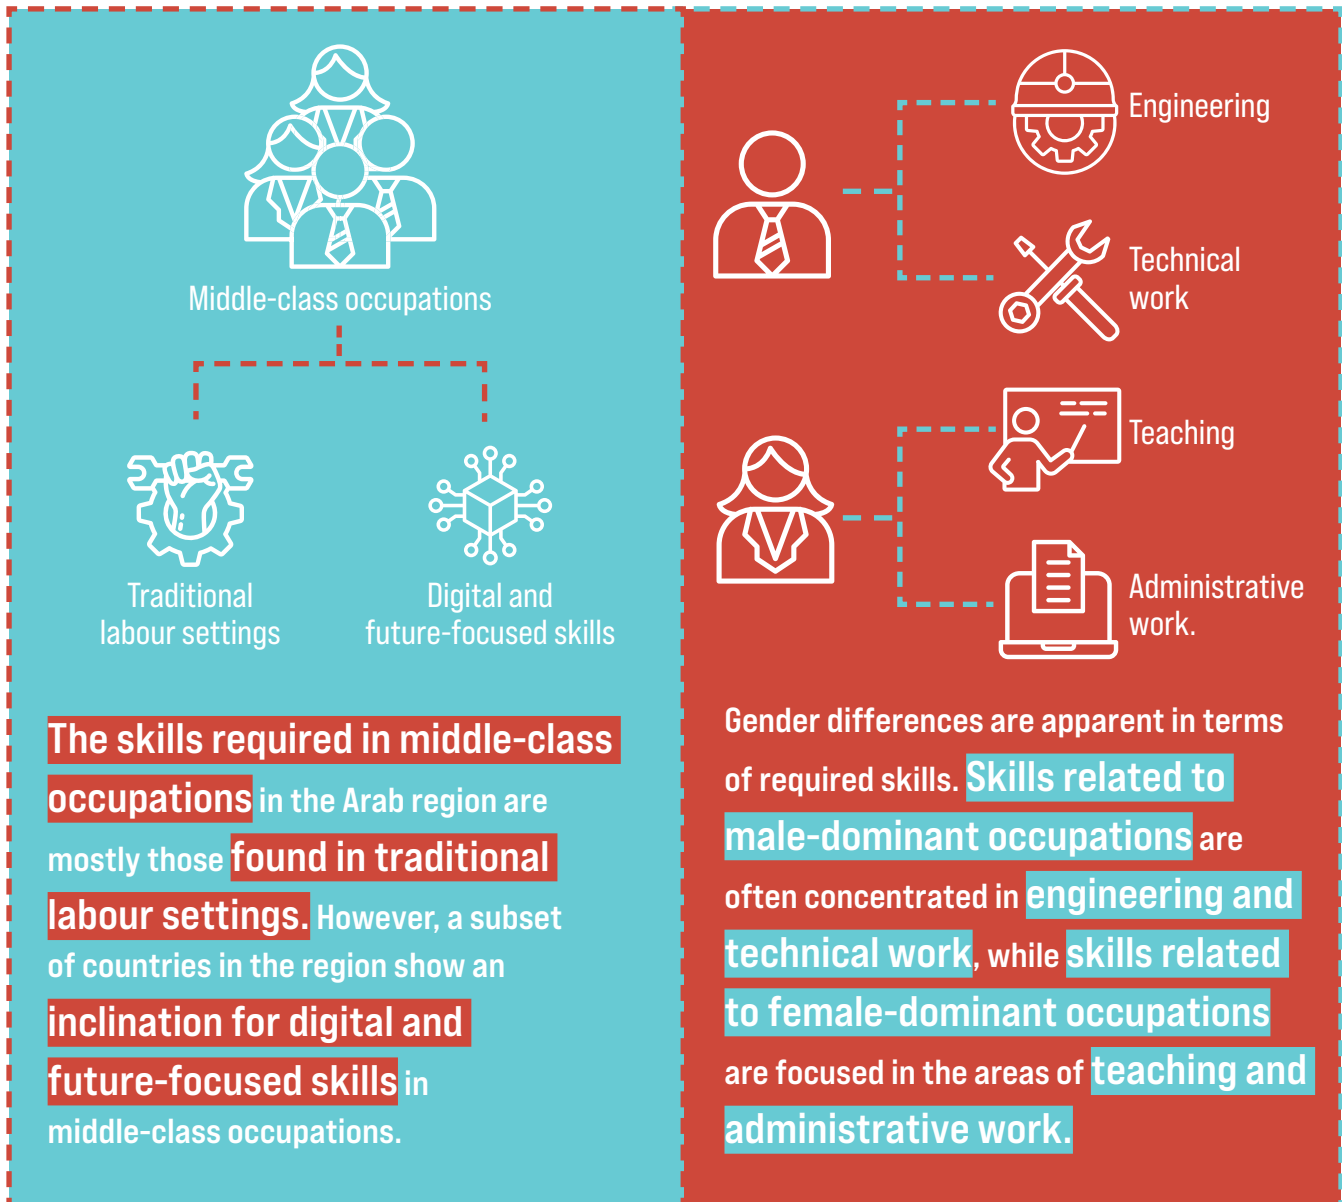 Middle-class occupations
Traditional
labour settings
Digital and
future-focused skills
The skills required in middle-class
occupations in the Arab region are
mostly those found in traditional
labour settings. However, a subset
of countries in the region show an
inclination for digital and
future-focused skills in
middle-class occupations.
Engineering
Technical
work
Teaching
Administrative
work.
Gender differences are apparent in terms
of required skills. Skills related to
male-dominant occupations are
often concentrated in engineering and
technical work, while skills related
to female-dominant occupations
are focused in the areas of teaching and
administrative work.